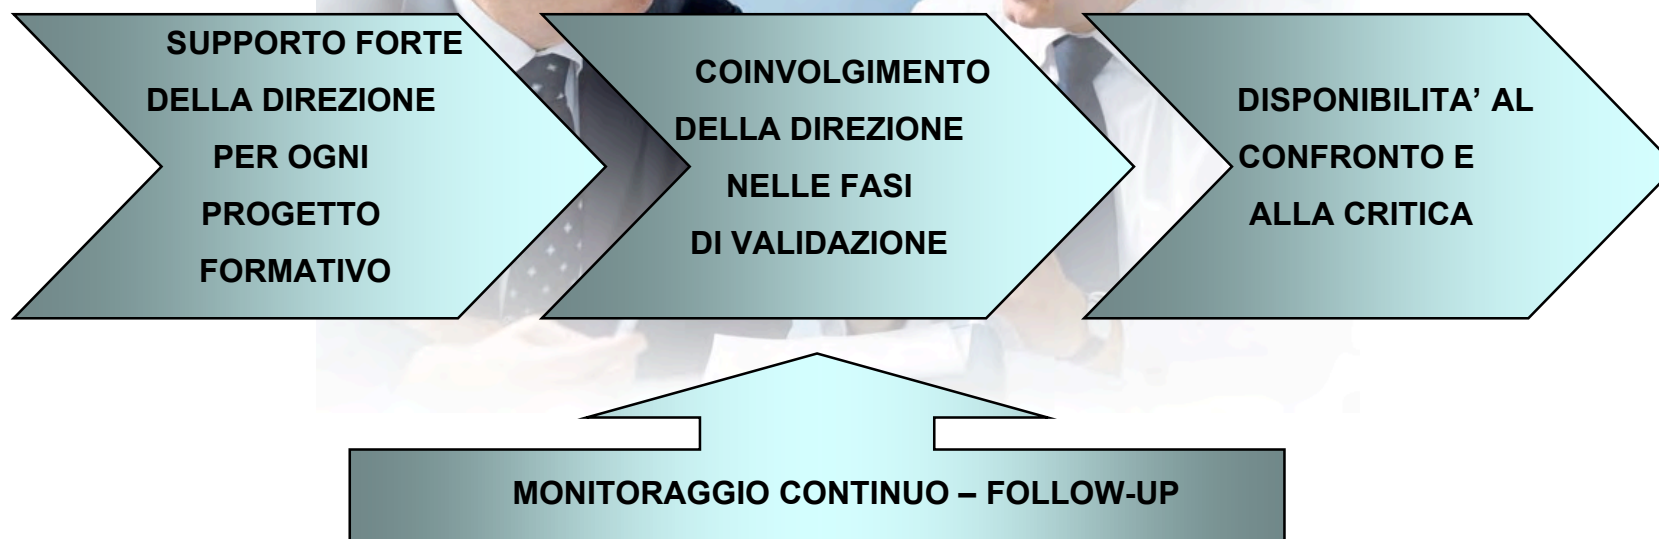 SUPPORTO FORTE
DELLA DIREZIONE
PER OGNI
PROGETTO
FORMATIVO
COINVOLGIMENTO
DELLA DIREZIONE
NELLE FASI
DI VALIDAZIONE
DISPONIBILITA’ AL
CONFRONTO E
ALLA CRITICA
MONITORAGGIO CONTINUO – FOLLOW-UP